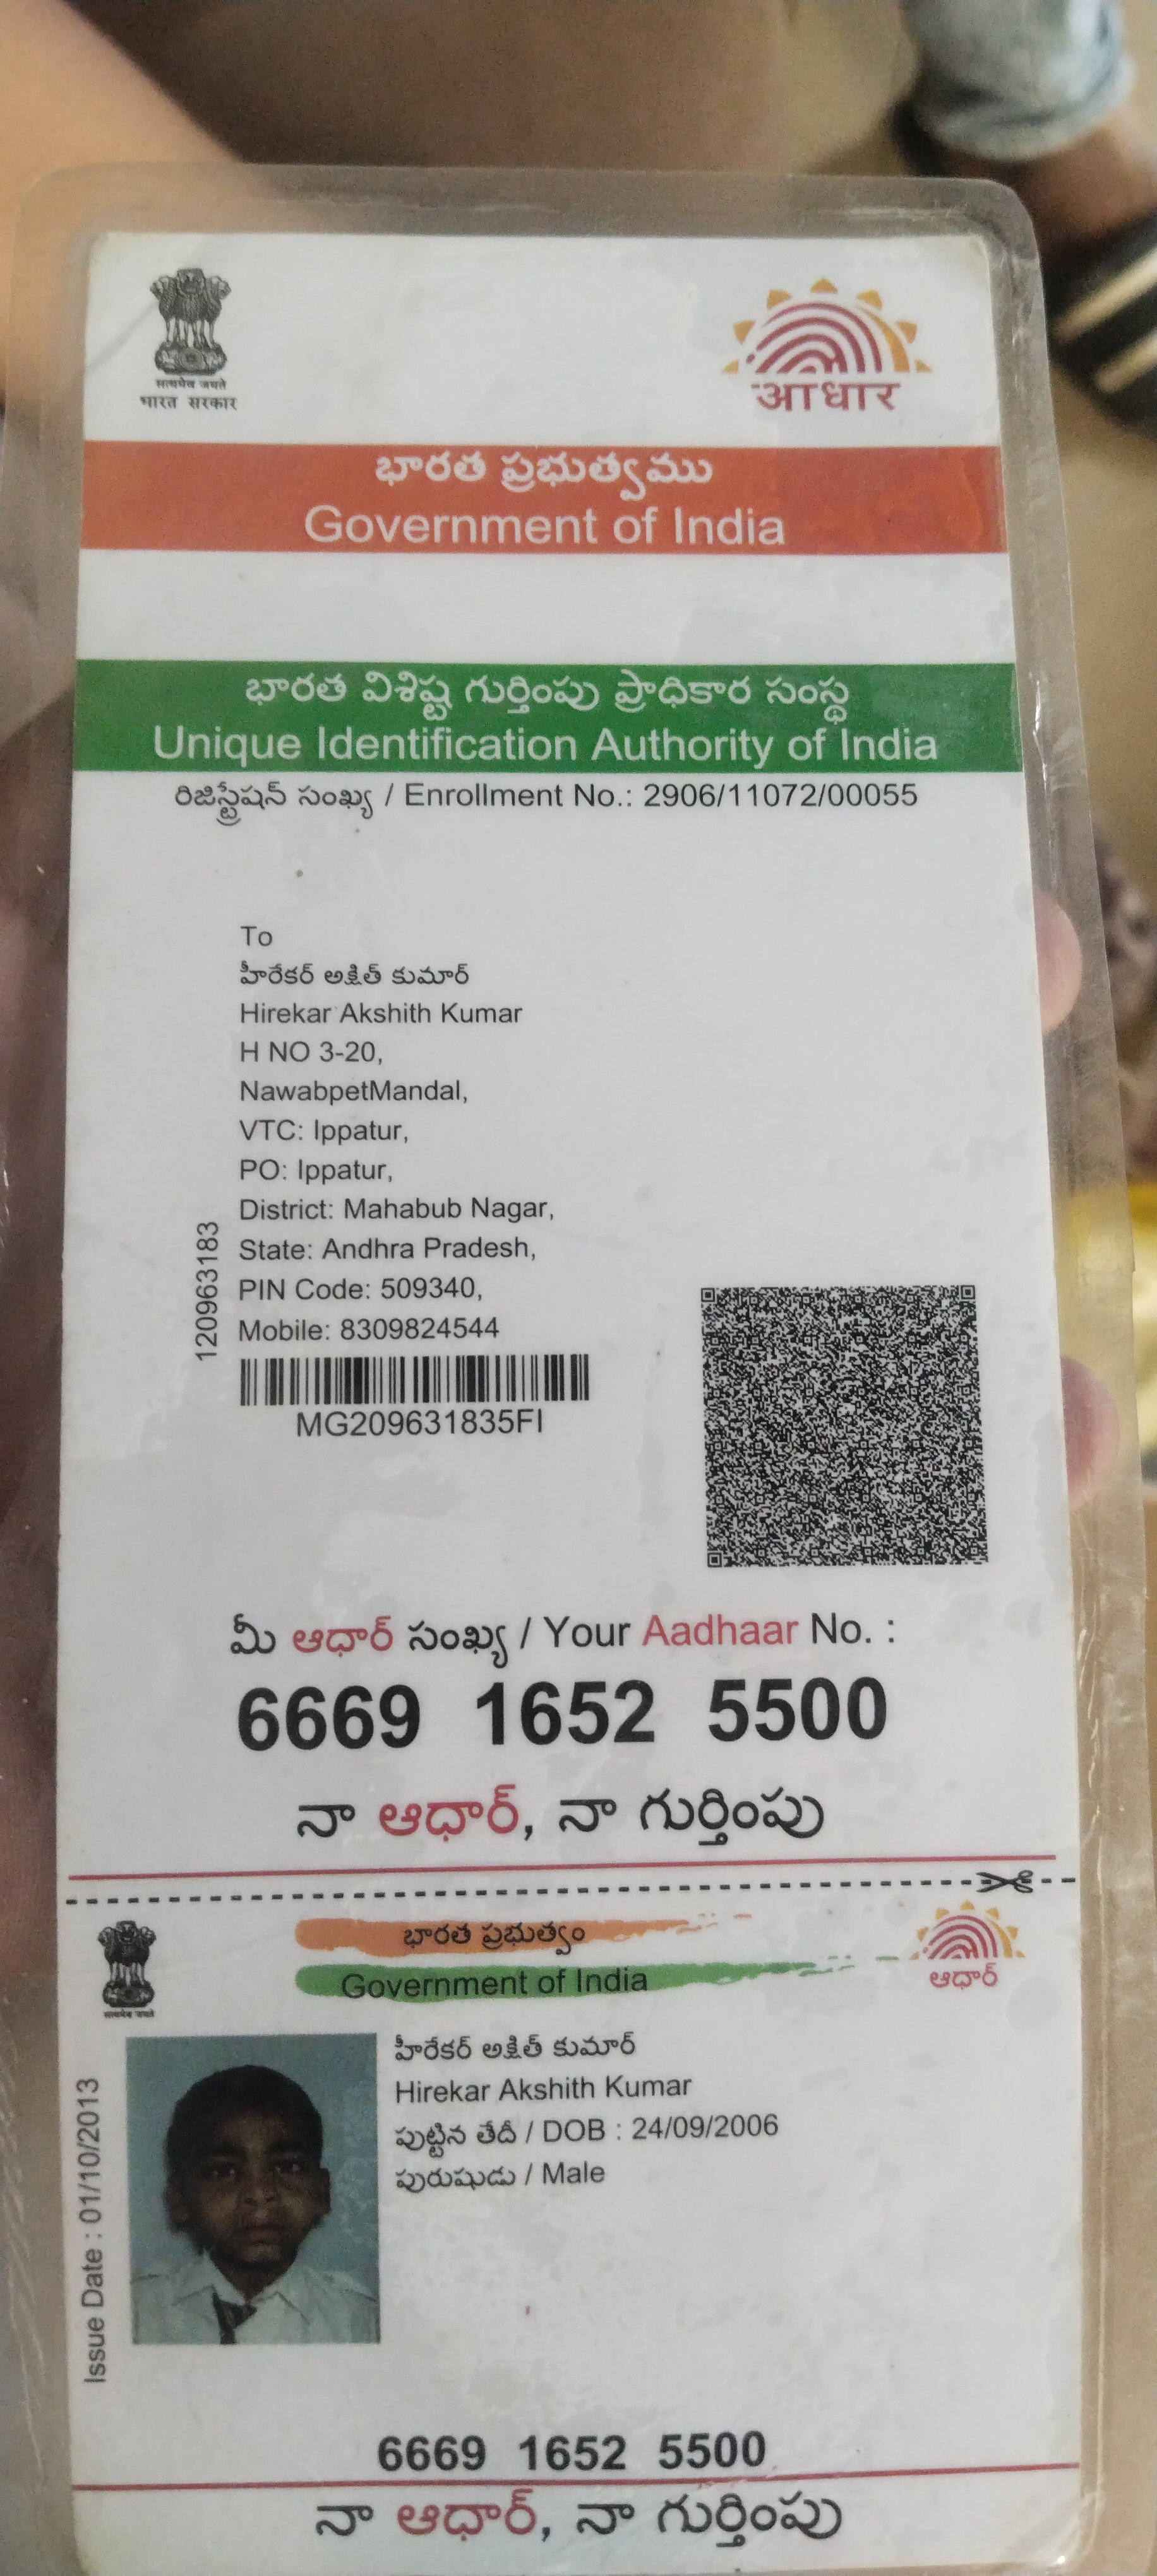 सत्यमेव जयते
भारत सरकार
आधार
భారత ప్రభుత్వము
Government of India
భారత విశిష్ట గుర్తింపు ప్రాధికార సంస్థ
Unique Identification Authority of India
రిజిస్ట్రేషన్ సంఖ్య / Enrollment No.: 2906/11072/00055
To
హీరేకర్ అక్షిత్ కుమార్
Hirekar Akshith Kumar
H NO 3-20,
NawabpetMandal,
VTC: Ippatur,
PO: Ippatur,
District: Mahabub Nagar,
State: Andhra Pradesh,
PIN Code: 509340,
Mobile: 8309824544
120963183
MG209631835FI
మీ ఆధార్ సంఖ్య / Your Aadhaar No. :
6669 1652 5500
నా ఆధార్, నా గుర్తింపు
భారత ప్రభుత్వం
Government of India
ఆధార్
सत्यमेव जयते
హీరేకర్ అక్షిత్ కుమార్
Hirekar Akshith Kumar
పుట్టిన తేదీ / DOB : 24/09/2006
పురుషుడు / Male
Issue Date : 01/10/2013
6669 1652 5500
నా ఆధార్, నా గుర్తింపు